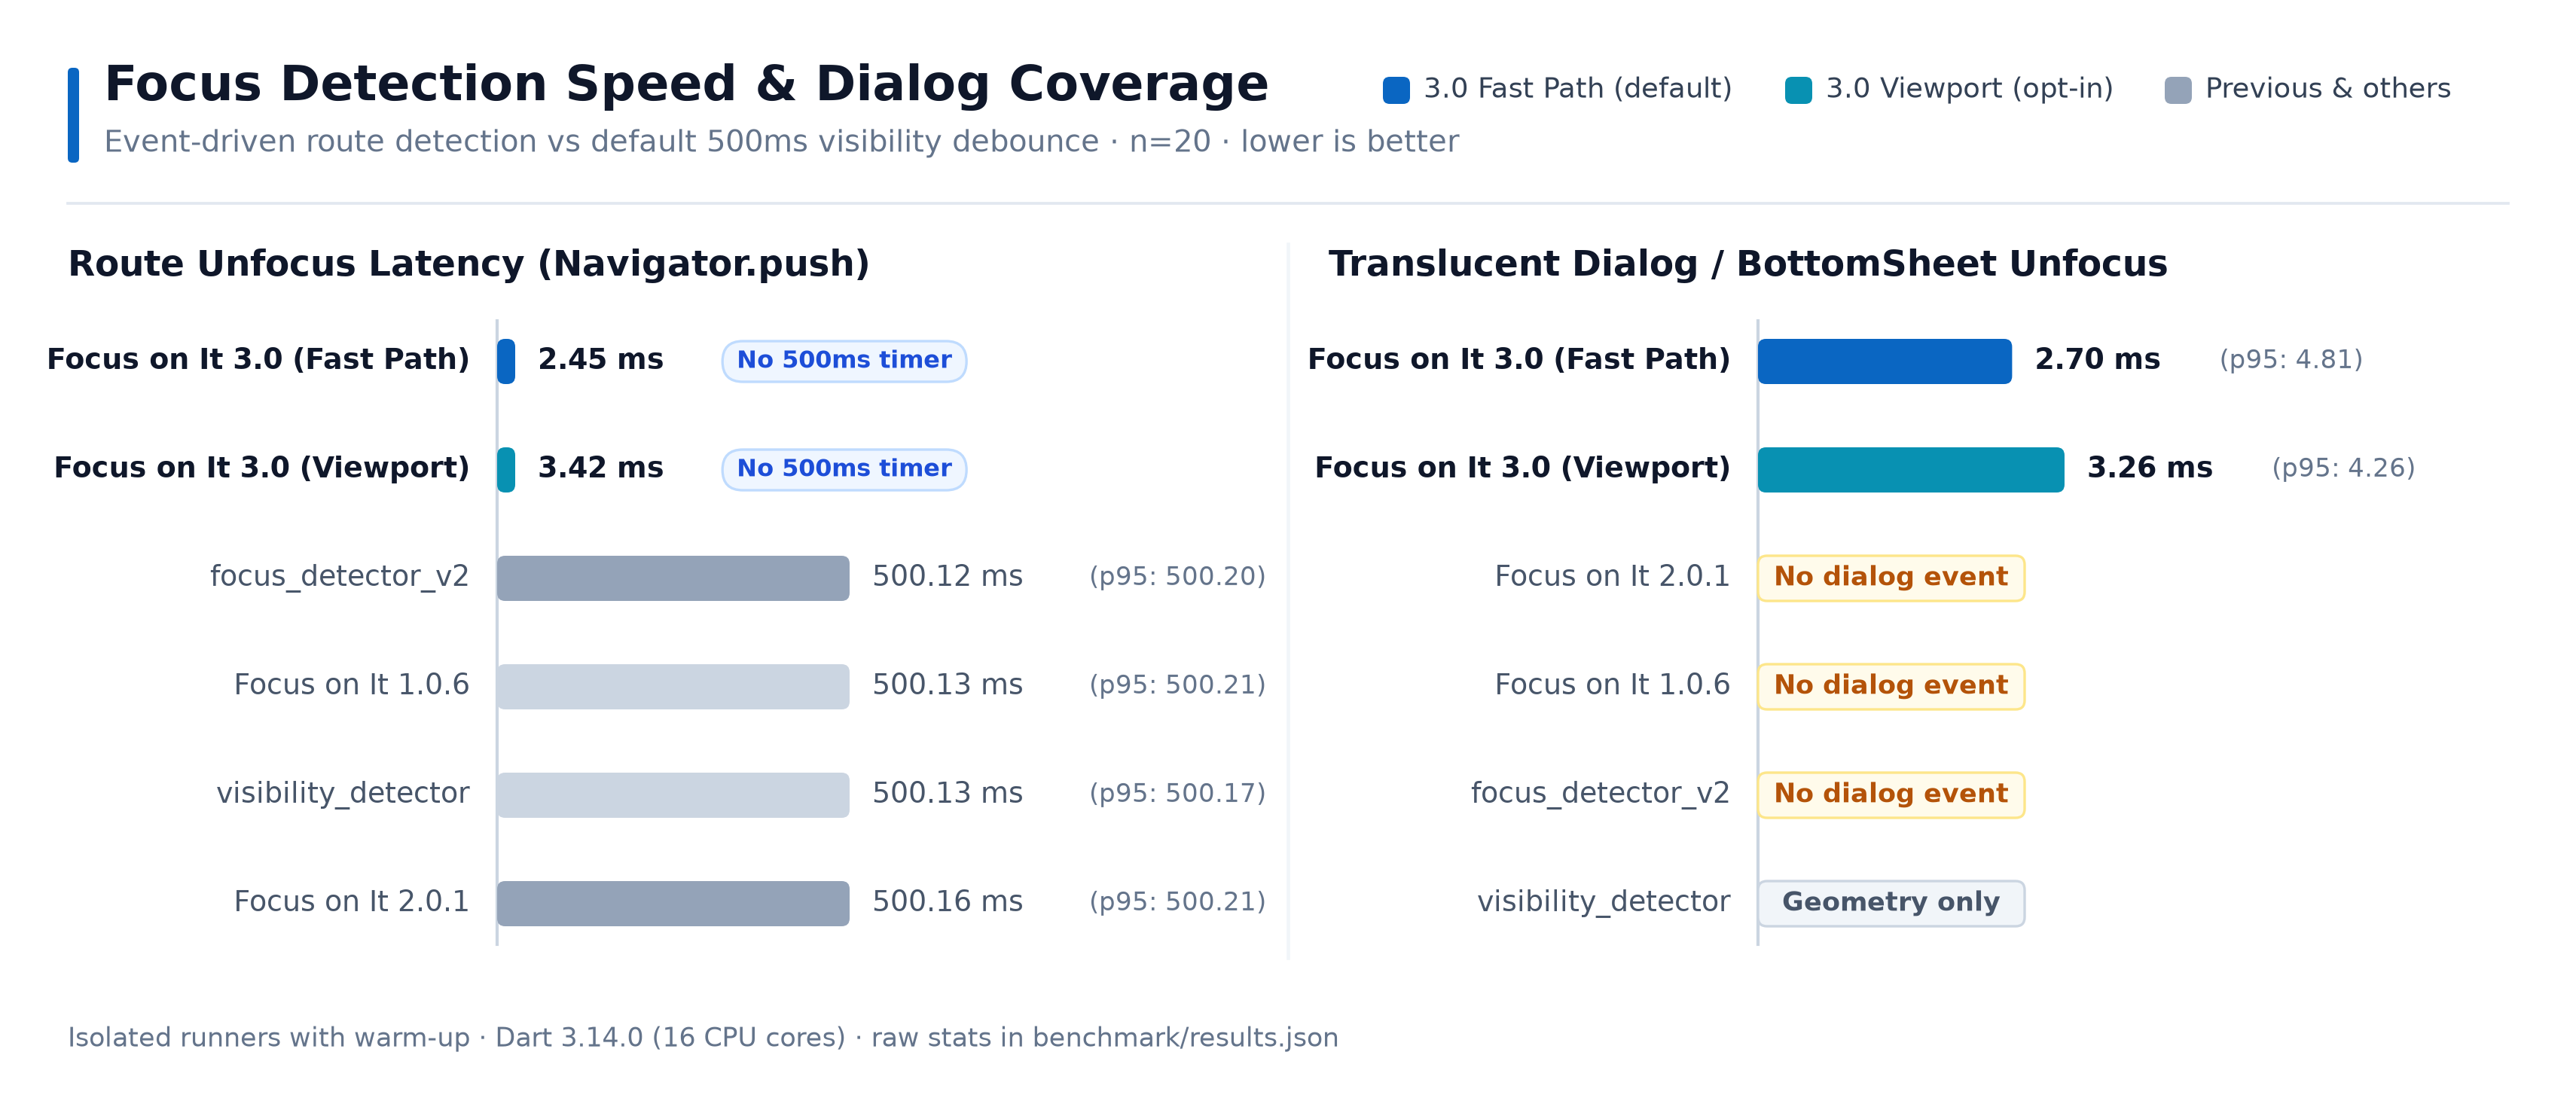 Focus Detection Speed & Dialog Coverage
3.0 Fast Path (default)
3.0 Viewport (opt-in)
Previous & others
Event-driven route detection vs default 500ms visibility debounce · n=20 · lower is better
Route Unfocus Latency (Navigator.push)
Focus on It 3.0 (Fast Path) 2.45 ms No 500ms timer
Focus on It 3.0 (Viewport) 3.42 ms No 500ms timer
focus_detector_v2 500.12 ms (p95: 500.20)
Focus on It 1.0.6 500.13 ms (p95: 500.21)
visibility_detector 500.13 ms (p95: 500.17)
Focus on It 2.0.1 500.16 ms (p95: 500.21)
Translucent Dialog / BottomSheet Unfocus
Focus on It 3.0 (Fast Path) 2.70 ms (p95: 4.81)
Focus on It 3.0 (Viewport) 3.26 ms (p95: 4.26)
Focus on It 2.0.1 No dialog event
Focus on It 1.0.6 No dialog event
focus_detector_v2 No dialog event
visibility_detector Geometry only
Isolated runners with warm-up · Dart 3.14.0 (16 CPU cores) · raw stats in benchmark/results.json